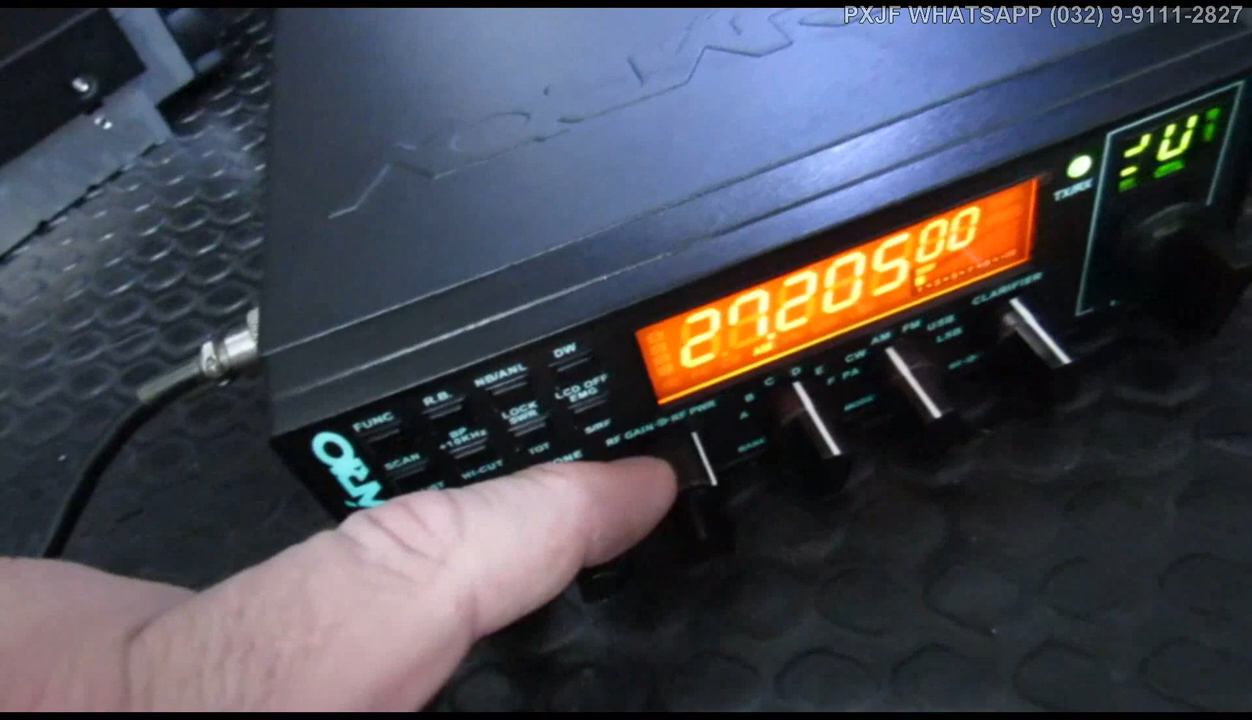 PXJF WHATSAPP (032) 9-9111-2827
TX/RX
27.205.00
AM
CLARIFIER
DW
NB/ANL
R.B.
FUNC
LCD OFF
EMG
LOCK
SWR
BP
+10KHz
SCAN
S/RF
RF GAIN RF PWR
TOT
HI-CUT
A B C D E F
PA CW AM FM USB LSB
MODE